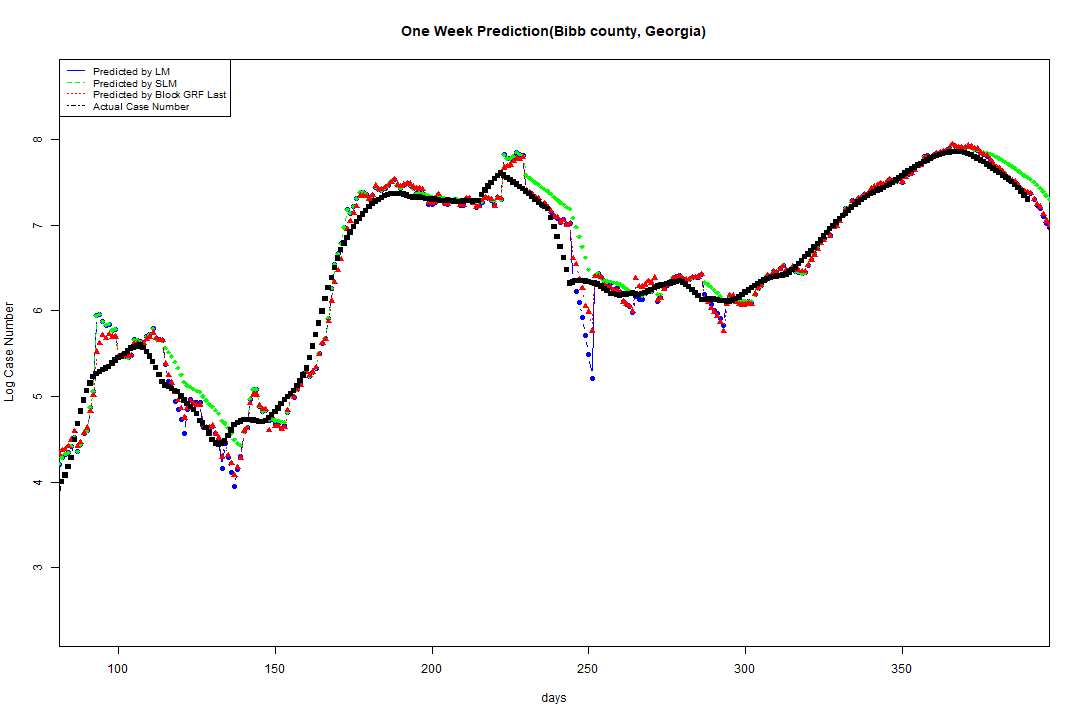 One Week Prediction(Bibb county, Georgia)
Predicted by LM
Predicted by SLM
Predicted by Block GRF Last
Actual Case Number
Log Case Number
8
7
6
5
4
3
100 150 200 250 300 350
days